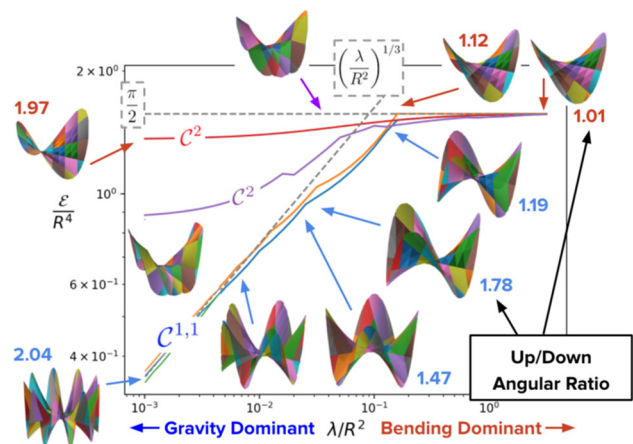 (λ/R²)^{1/3}
1.12
2 × 10⁰
1.97
π/2
1.01
C²
ℰ/R⁴
10⁰
C²
1.19
6 × 10⁻¹
1.78
4 × 10⁻¹
C^{1,1}
2.04
1.47
Up/Down
Angular Ratio
10⁻³ 10⁻² 10⁻¹ 10⁰
Gravity Dominant λ/R² Bending Dominant